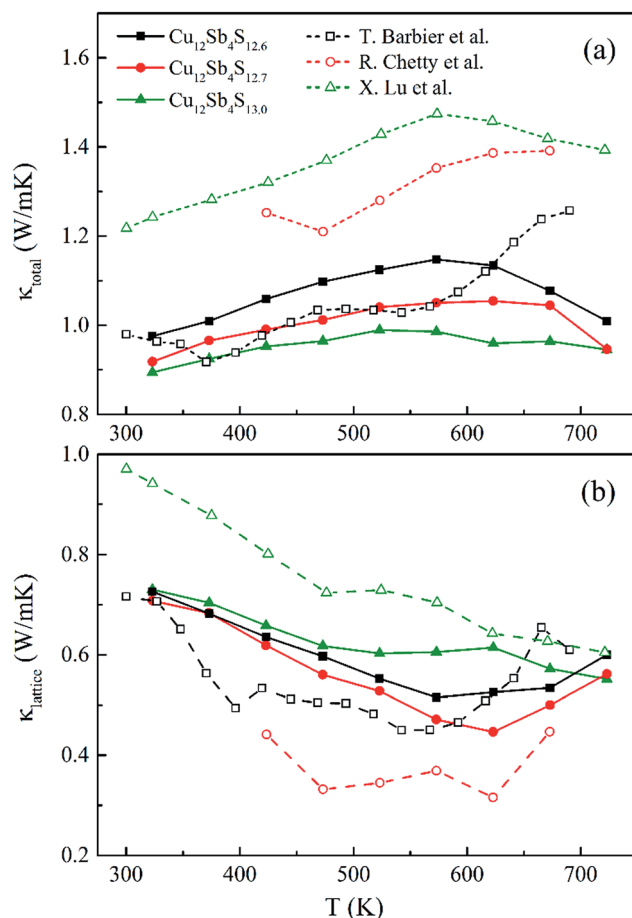 1.6
1.4
1.2
1.0
0.8
κtotal (W/mK)
Cu12Sb4S12.6
Cu12Sb4S12.7
Cu12Sb4S13.0
T. Barbier et al.
R. Chetty et al.
X. Lu et al.
(a)
300 400 500 600 700
1.0
0.8
0.6
0.4
0.2
κlattice (W/mK)
(b)
300 400 500 600 700
T (K)